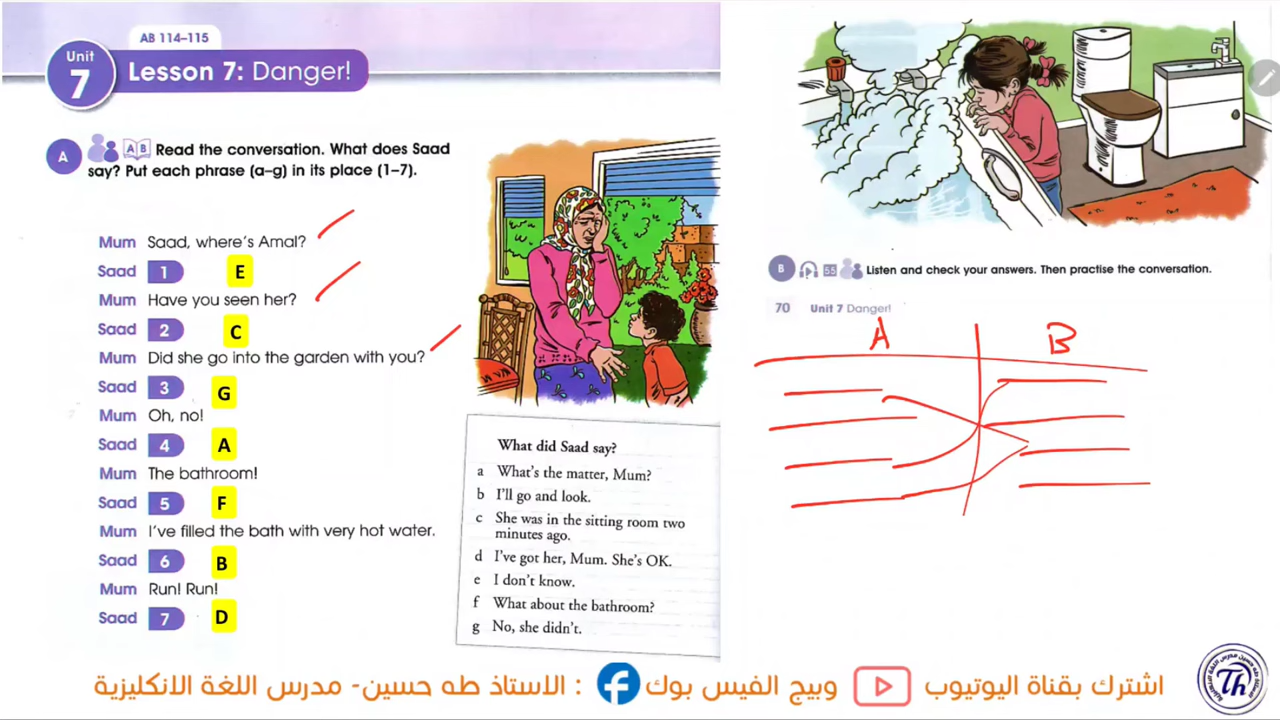 AB 114–115
Unit
7
Lesson 7: Danger!
A
AB
Read the conversation. What does Saad
say? Put each phrase (a–g) in its place (1–7).
Mum Saad, where's Amal?
Saad 1 E
Mum Have you seen her?
Saad 2 C
Mum Did she go into the garden with you?
Saad 3 G
Mum Oh, no!
Saad 4 A
Mum The bathroom!
Saad 5 F
Mum I've filled the bath with very hot water.
Saad 6 B
Mum Run! Run!
Saad 7 D
What did Saad say?
a What's the matter, Mum?
b I'll go and look.
c She was in the sitting room two
minutes ago.
d I've got her, Mum. She's OK.
e I don't know.
f What about the bathroom?
g No, she didn't.
B 55 Listen and check your answers. Then practise the conversation.
70 Unit 7 Danger!
A B
اشترك بقناة اليوتيوب وبيج الفيس بوك : الاستاذ طه حسين- مدرس اللغة الانكليزية
Th